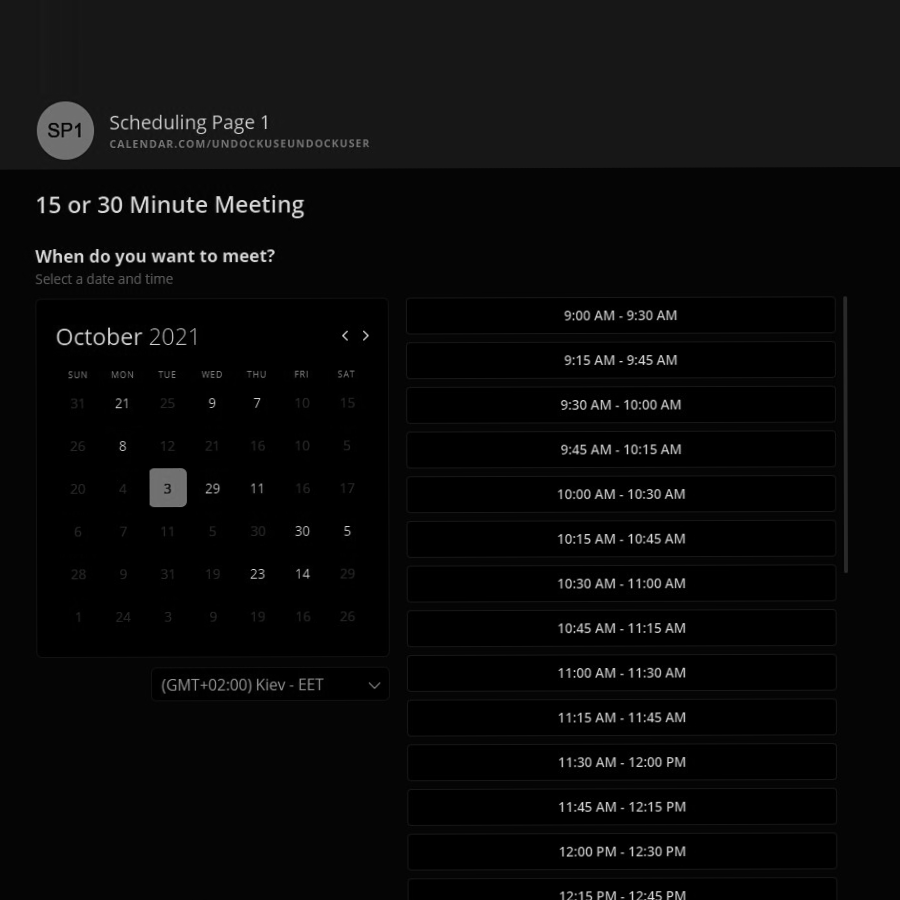 SP1
Scheduling Page 1
CALENDAR.COM/UNDOCKUSEUNDOCKUSER
15 or 30 Minute Meeting
When do you want to meet?
Select a date and time
October 2021
SUN MON TUE WED THU FRI SAT
31 21 25 9 7 10 15
26 8 12 21 16 10 5
20 4 3 29 11 16 17
6 7 11 5 30 30 5
28 9 31 19 23 14 29
1 24 3 9 19 16 26
(GMT+02:00) Kiev - EET
9:00 AM - 9:30 AM
9:15 AM - 9:45 AM
9:30 AM - 10:00 AM
9:45 AM - 10:15 AM
10:00 AM - 10:30 AM
10:15 AM - 10:45 AM
10:30 AM - 11:00 AM
10:45 AM - 11:15 AM
11:00 AM - 11:30 AM
11:15 AM - 11:45 AM
11:30 AM - 12:00 PM
11:45 AM - 12:15 PM
12:00 PM - 12:30 PM
12:15 PM - 12:45 PM